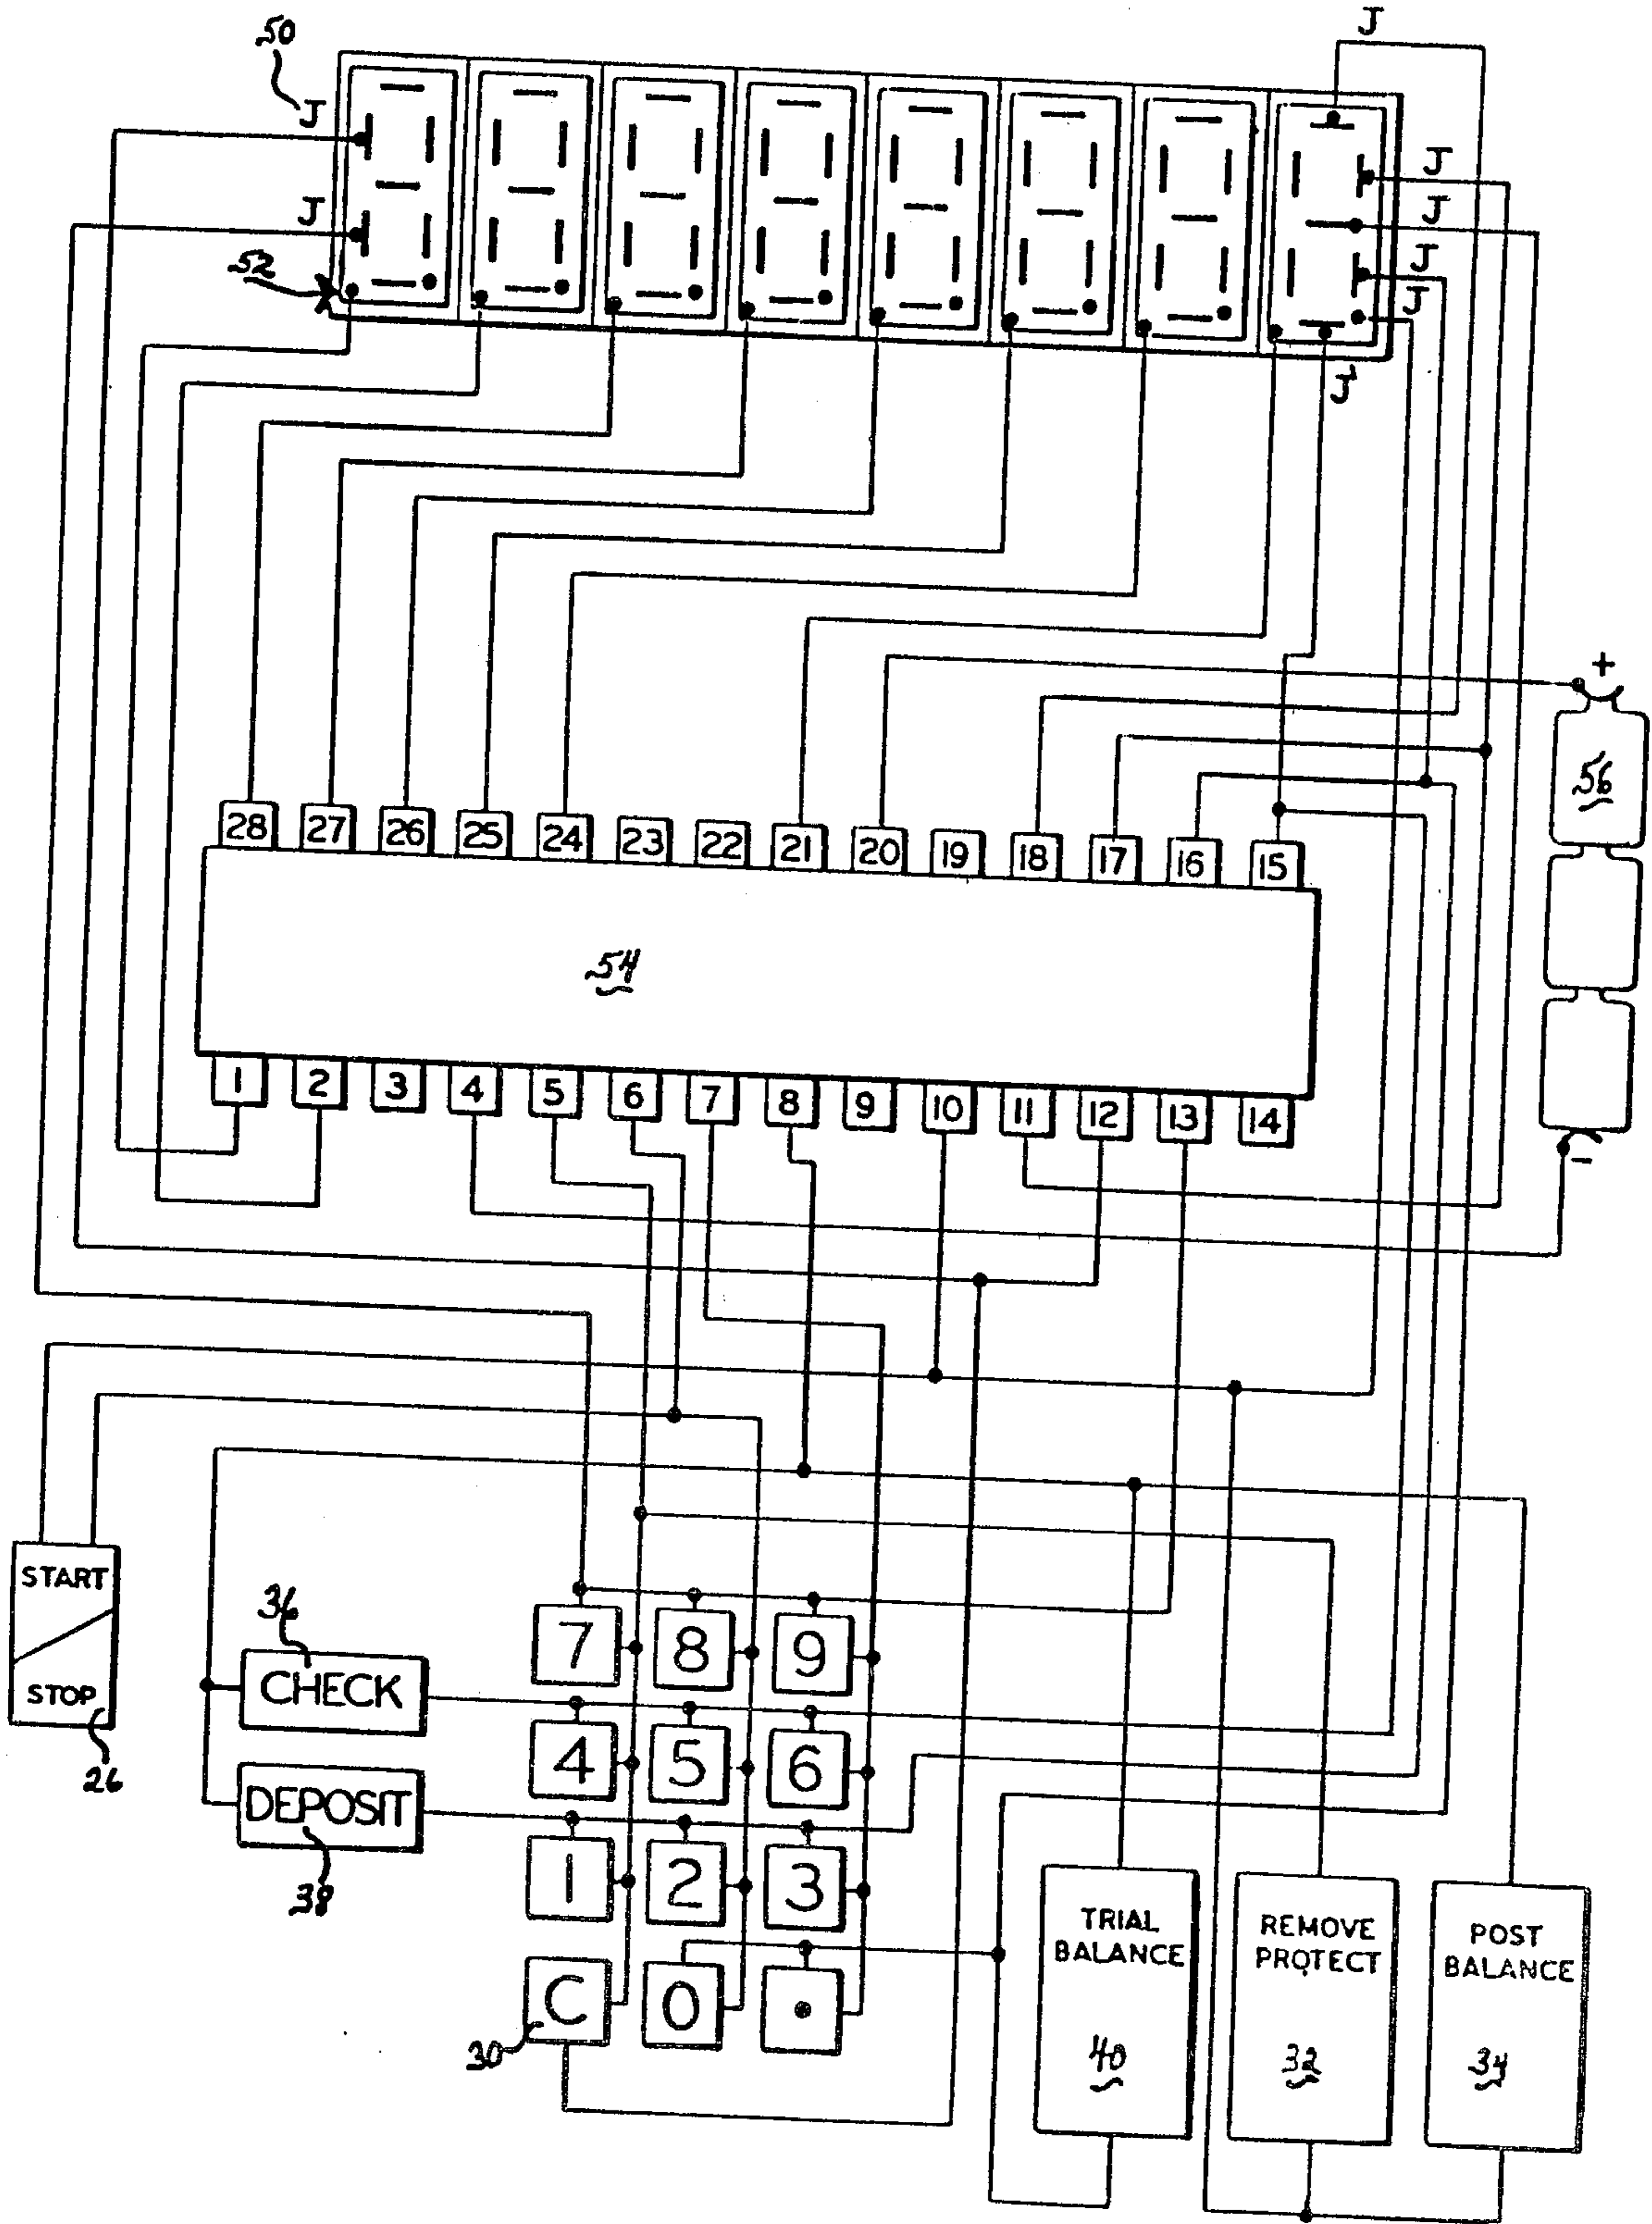 50
J
J
J
J
J
J
J
52
J
+
56
28 27 26 25 24 23 22 21 20 19 18 17 16 15
54
1 2 3 4 5 6 7 8 9 10 11 12 13 14
−
START
STOP
26
36
CHECK
7 8 9
4 5 6
DEPOSIT
38
1 2 3
C 0 •
30
TRIAL
BALANCE
40
REMOVE
PROTECT
32
POST
BALANCE
34